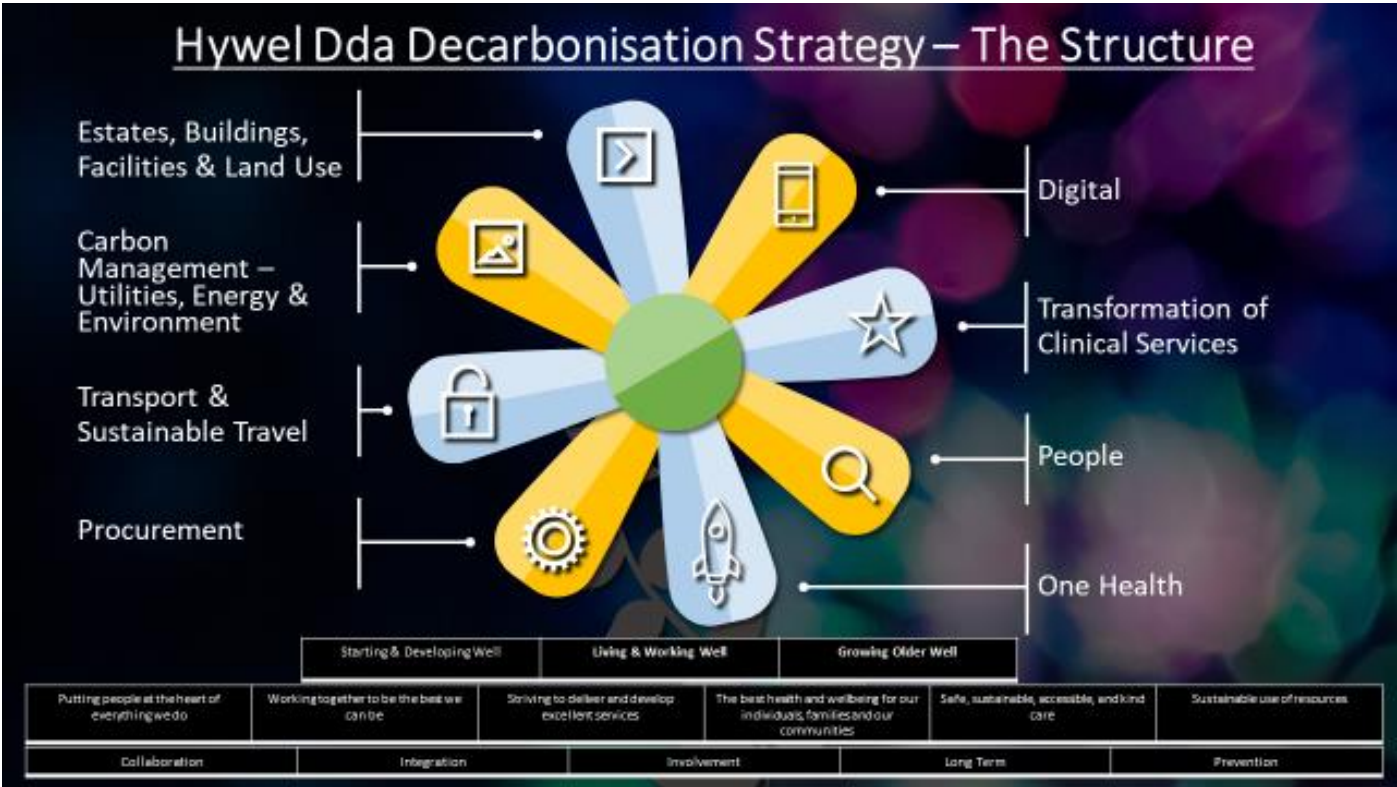 Hywel Dda Decarbonisation Strategy – The Structure
Estates, Buildings,
Facilities & Land Use
Carbon
Management –
Utilities, Energy &
Environment
Transport &
Sustainable Travel
Procurement
Digital
Transformation of
Clinical Services
People
One Health
Starting & Developing Well
Living & Working Well
Growing Older Well
Putting people at the heart of
everything we do
Working together to be the best we
can be
Striving to deliver and develop
excellent services
The best health and wellbeing for our
individuals, families and our
communities
Safe, sustainable, accessible, and kind
care
Sustainable use of resources
Collaboration
Integration
Involvement
Long Term
Prevention